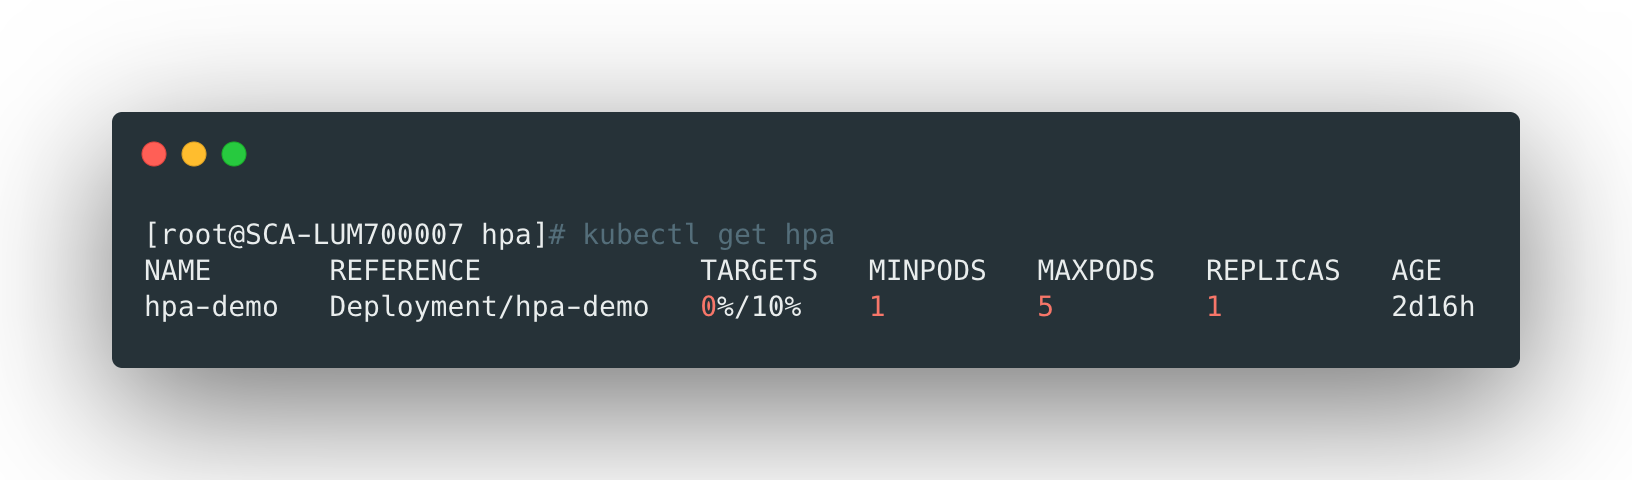 [root@SCA-LUM700007 hpa]# kubectl get hpa
NAME       REFERENCE             TARGETS   MINPODS   MAXPODS   REPLICAS   AGE
hpa-demo   Deployment/hpa-demo   0%/10%    1         5         1          2d16h